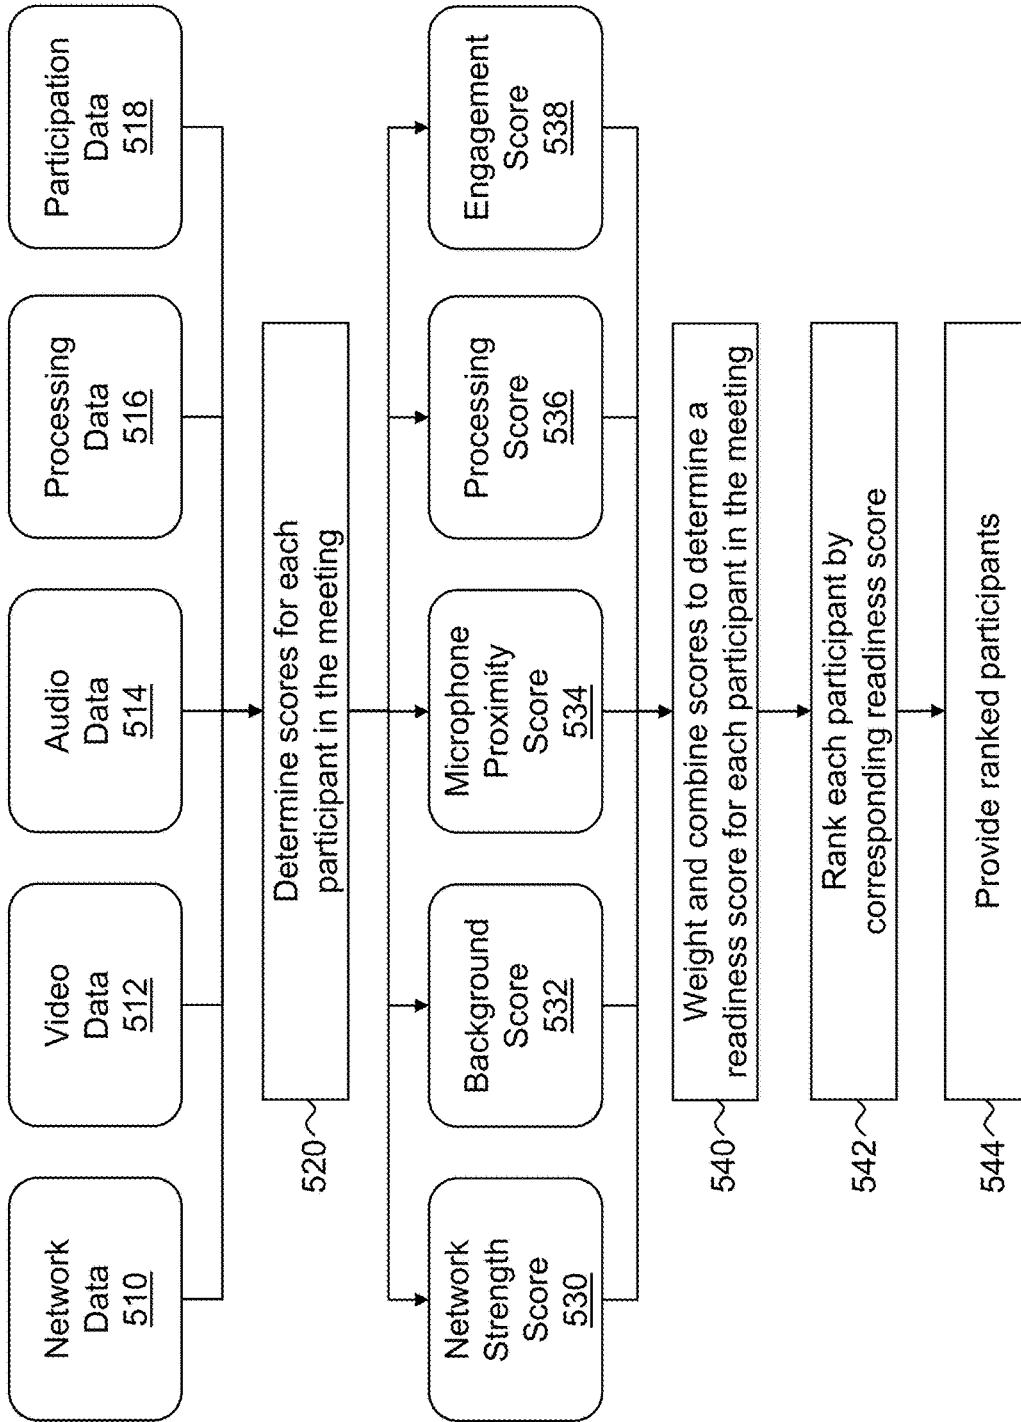 Network
Data
510
Video
Data
512
Audio
Data
514
Processing
Data
516
Participation
Data
518
520
Determine scores for each
participant in the meeting
Network
Strength
Score
530
Background
Score
532
Microphone
Proximity
Score
534
Processing
Score
536
Engagement
Score
538
540
Weight and combine scores to determine a
readiness score for each participant in the meeting
542
Rank each participant by
corresponding readiness score
544
Provide ranked participants